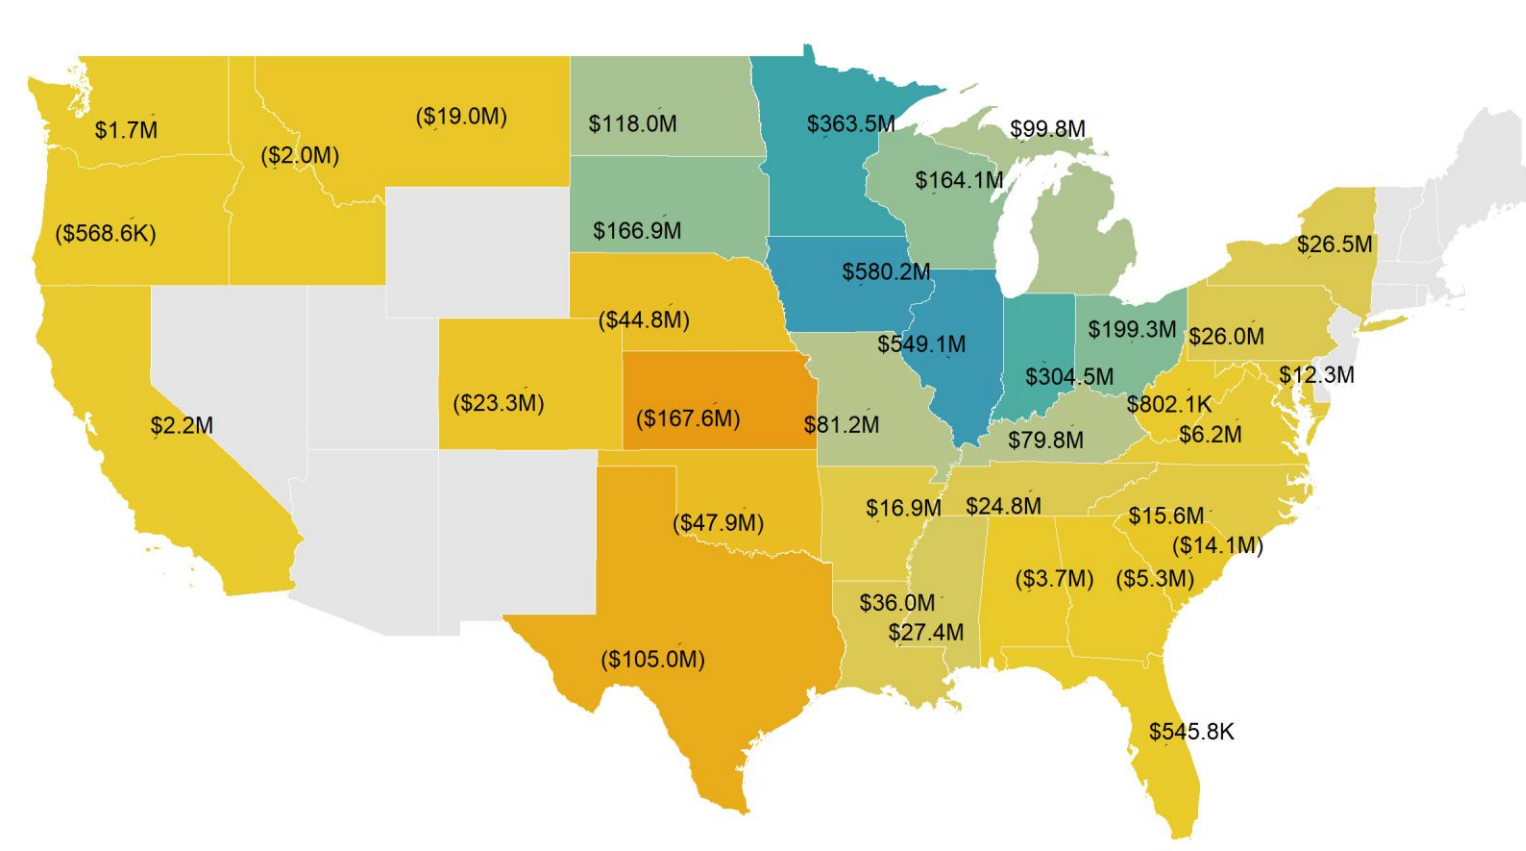 ($19.0M)
$118.0M
$363.5M
$99.8M
$1.7M
($2.0M)
$164.1M
($568.6K)
$166.9M
$26.5M
$580.2M
($44.8M)
$199.3M
$26.0M
$549.1M
$304.5M
$12.3M
($23.3M)
$802.1K
($167.6M)
$2.2M
$81.2M
$79.8M
$6.2M
$16.9M
$24.8M
$15.6M
($47.9M)
($14.1M)
($3.7M)
($5.3M)
$36.0M
$27.4M
($105.0M)
$545.8K